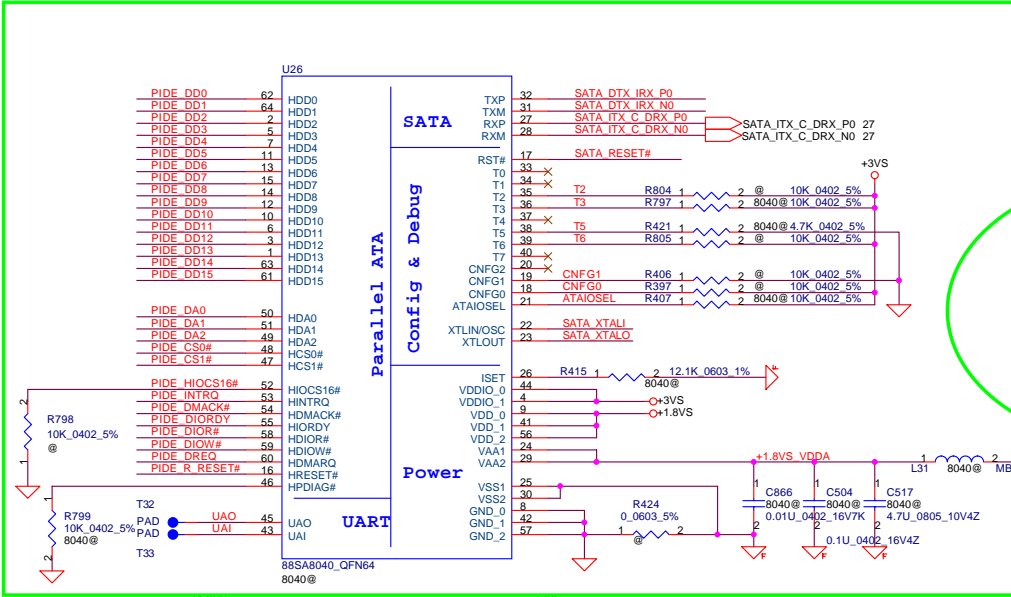 U26
PIDE_DD0 62 HDD0 TXP 32 SATA_DTX_IRX_P0
PIDE_DD1 64 HDD1 TXM 31 SATA_DTX_IRX_N0
PIDE_DD2 2 HDD2 RXP 27 SATA_ITX_C_DRX_P0 SATA_ITX_C_DRX_P0 27
PIDE_DD3 5 HDD3 RXM 28 SATA_ITX_C_DRX_N0 SATA_ITX_C_DRX_N0 27
SATA
PIDE_DD4 7 HDD4
PIDE_DD5 11 HDD5 RST# 17 SATA_RESET#
PIDE_DD6 13 HDD6 T0 33 +3VS
PIDE_DD7 15 HDD7 T1 34
PIDE_DD8 14 HDD8 T2 35 T2 R804 1 2 @ 10K_0402_5%
PIDE_DD9 12 HDD9 T3 36 T3 R797 1 2 8040@ 10K_0402_5%
PIDE_DD10 10 HDD10 T4 37
PIDE_DD11 6 HDD11 T5 38 T5 R421 1 2 8040@ 4.7K_0402_5%
PIDE_DD12 3 HDD12 T6 39 T6 R805 1 2 @ 10K_0402_5%
PIDE_DD13 1 HDD13 T7 40
PIDE_DD14 63 HDD14 CNFG2 20
PIDE_DD15 61 HDD15 CNFG1 19 CNFG1 R406 1 2 @ 10K_0402_5%
CNFG0 18 CNFG0 R397 1 2 @ 10K_0402_5%
ATAIOSEL 21 ATAIOSEL R407 1 2 8040@ 10K_0402_5%
Parallel ATA
Config & Debug
PIDE_DA0 50 HDA0
PIDE_DA1 51 HDA1 XTLIN/OSC 22 SATA_XTALI
PIDE_DA2 49 HDA2 XTLOUT 23 SATA_XTALO
PIDE_CS0# 48 HCS0#
PIDE_CS1# 47 HCS1#
ISET 26 R415 1 2 12.1K_0603_1% F
8040@
PIDE_HIOCS16# 52 HIOCS16# VDDIO_0 44
PIDE_INTRQ 53 HINTRQ VDDIO_1 4 +3VS
PIDE_DMACK# 54 HDMACK# VDD_0 9 +1.8VS
PIDE_DIORDY 55 HIORDY VDD_1 41
PIDE_DIOR# 58 HDIOR# VDD_2 56
PIDE_DIOW# 59 HDIOW# VAA1 24
PIDE_DREQ 60 HDMARQ VAA2 29 +1.8VS_VDDA 1 2
PIDE_R_RESET# 16 HRESET# L31 8040@ MB
46 HPDIAG# VSS1 25
Power
2
R798
10K_0402_5%
@
1
VSS2 30
GND_0 8
GND_1 42
GND_2 57
R424
0_0603_5%
1 2
@
1
C866
8040@
0.01U_0402_16V7K
2
F
1
C504
8040@
0.1U_0402_16V4Z
2
F
1
C517
8040@
4.7U_0805_10V4Z
2
F
1
R799
10K_0402_5%
8040@
2
T32
PAD UAO 45 UAO
PAD UAI 43 UAI
T33
UART
88SA8040_QFN64
8040@